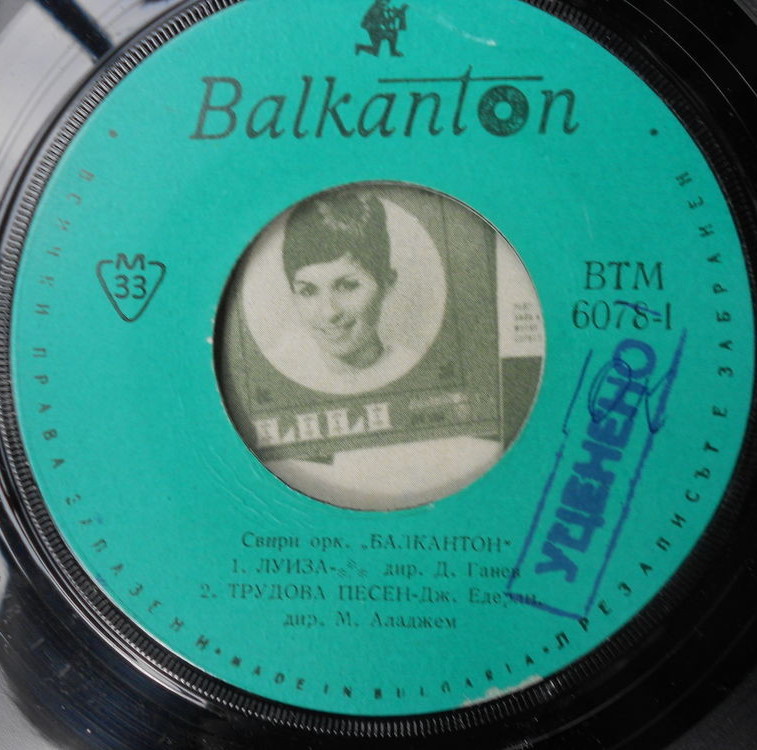 Balkanton
M
33
ВТМ
6078-I
УЦЕНЕНО
Свири орк. „БАЛКАНТОН"
1. ЛУИЗА-⁎*⁎ дир. Д. Ганев
2. ТРУДОВА ПЕСЕН-Дж. Едерли,
дир. М. Аладжем
ВСИЧКИ ПРАВА ЗАПАЗЕНИ • MADE IN BULGARIA • ПРЕЗАПИСЪТ Е ЗАБРАНЕН